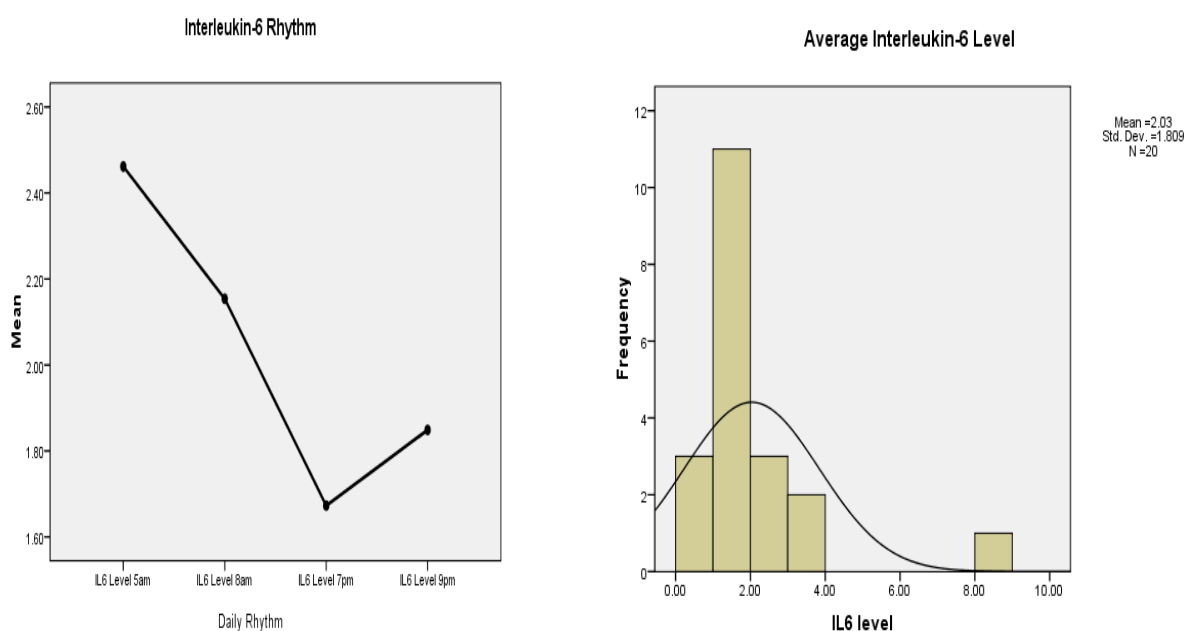 Interleukin-6 Rhythm
2.60
2.40
2.20
2.00
1.80
1.60
Mean
IL6 Level 5am
IL6 Level 8am
IL6 Level 7pm
IL6 Level 9pm
Daily Rhythm
Average Interleukin-6 Level
12
10
8
6
4
2
0
Frequency
0.00
2.00
4.00
6.00
8.00
10.00
IL6 level
Mean =2.03
Std. Dev. =1.809
N =20